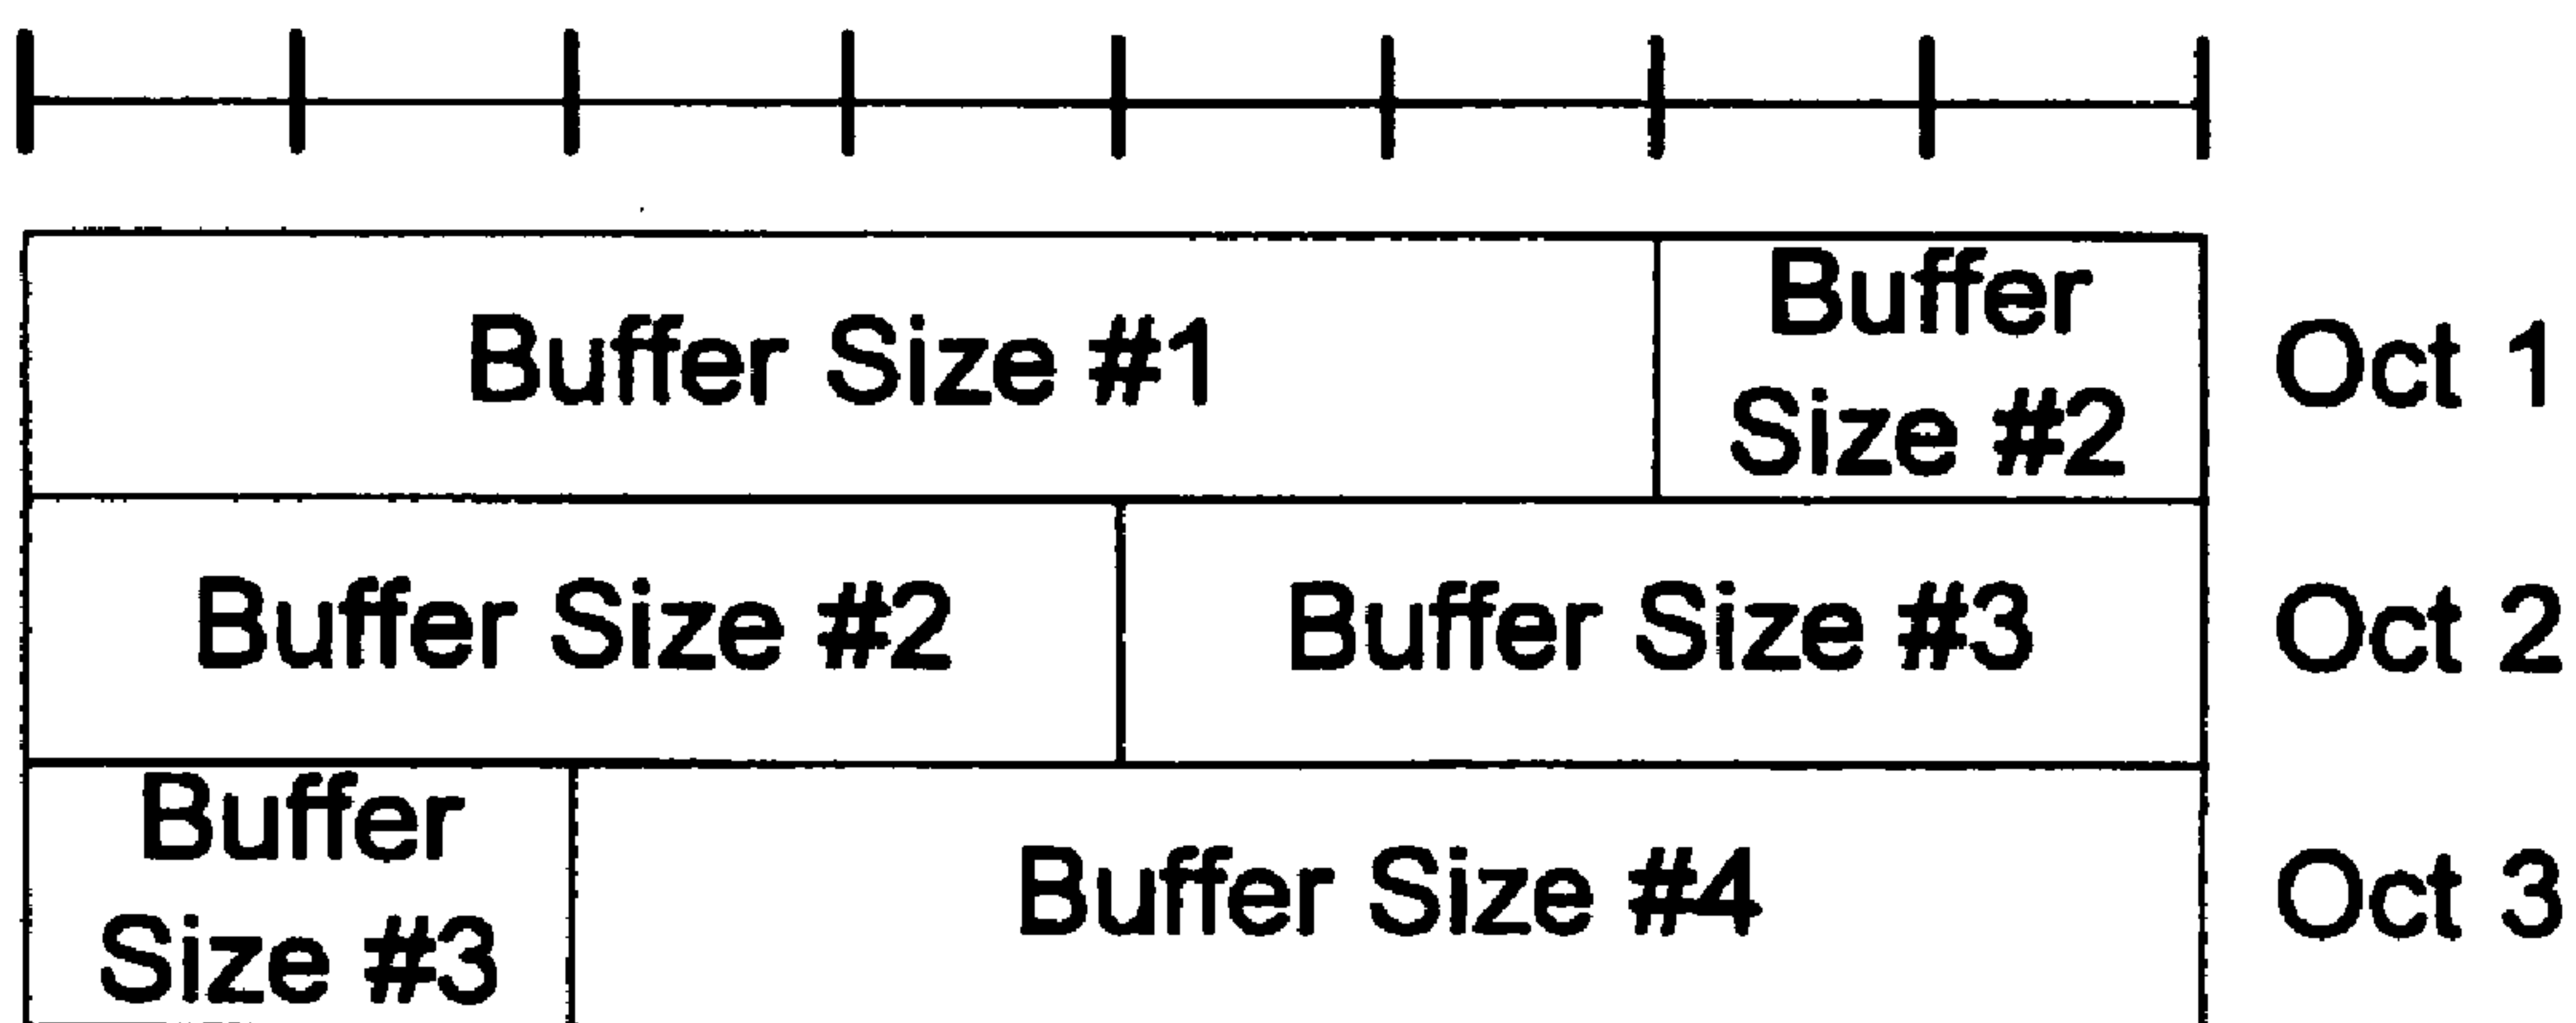 Buffer Size #1
Buffer
Size #2
Oct 1
Buffer Size #2
Buffer Size #3
Oct 2
Buffer
Size #3
Buffer Size #4
Oct 3